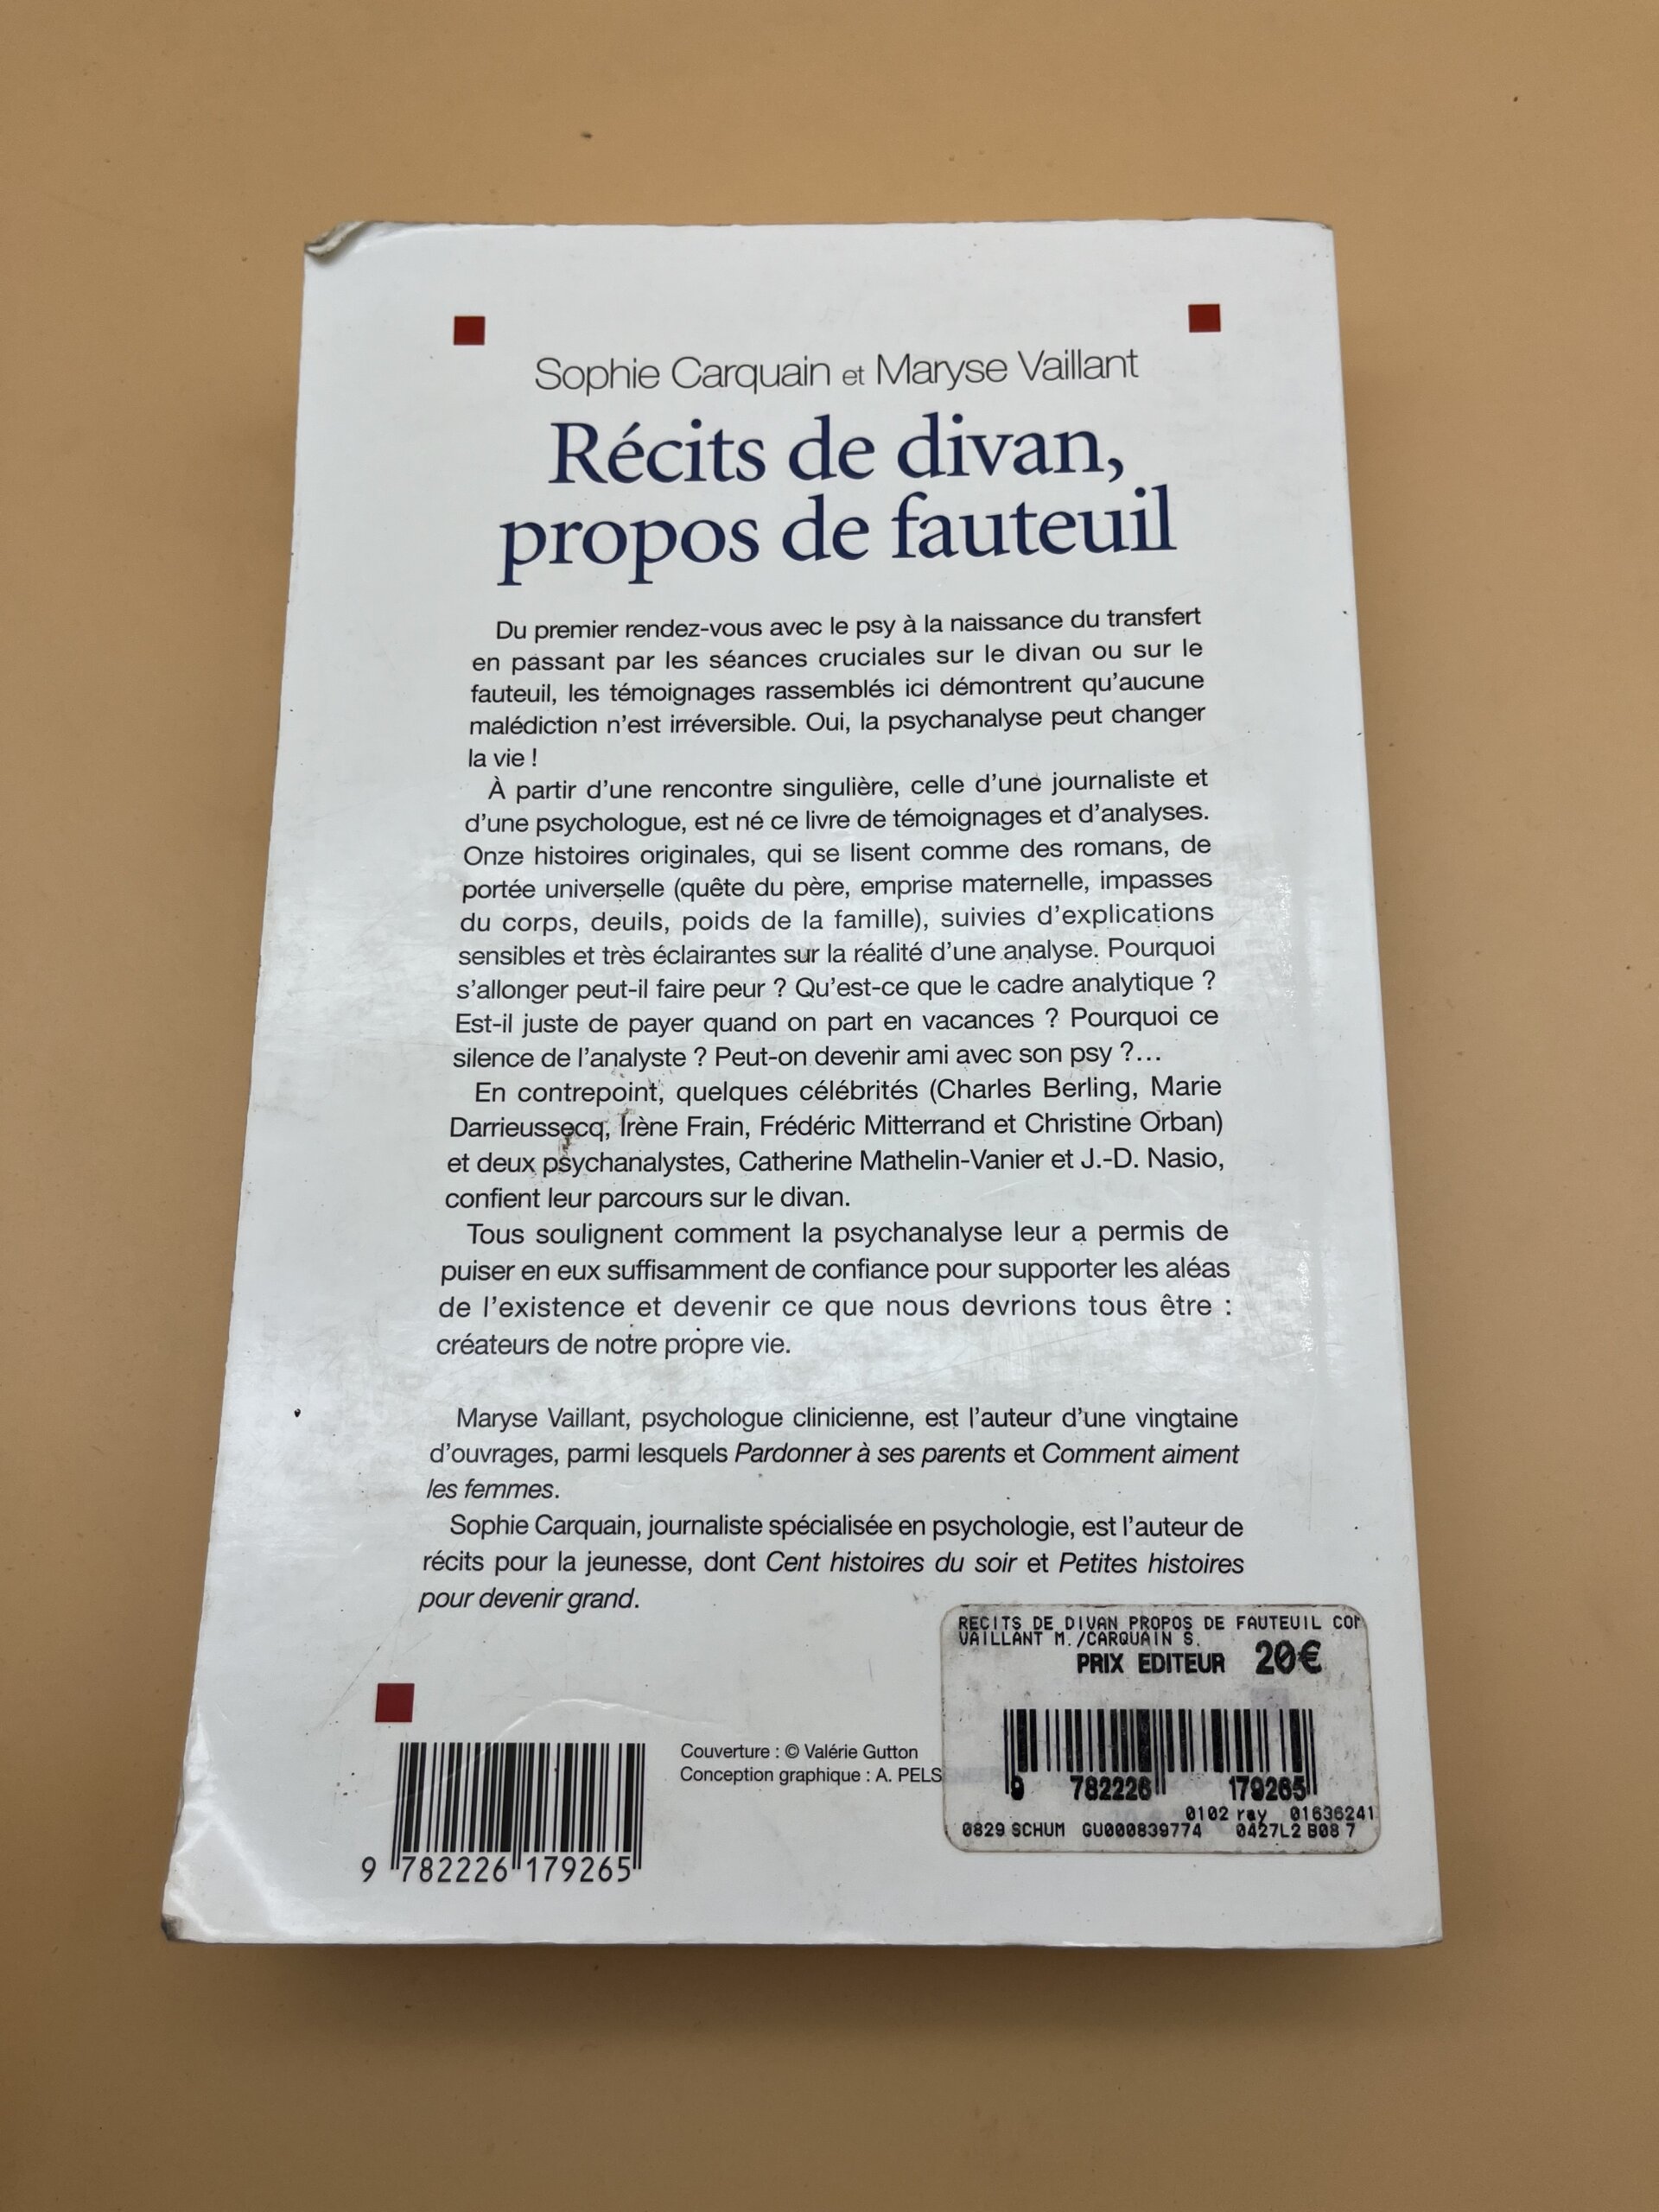 Sophie Carquain et Maryse Vaillant
Récits de divan,
propos de fauteuil
Du premier rendez-vous avec le psy à la naissance du transfert
en passant par les séances cruciales sur le divan ou sur le
fauteuil, les témoignages rassemblés ici démontrent qu'aucune
malédiction n'est irréversible. Oui, la psychanalyse peut changer
la vie !
À partir d'une rencontre singulière, celle d'une journaliste et
d'une psychologue, est né ce livre de témoignages et d'analyses.
Onze histoires originales, qui se lisent comme des romans, de
portée universelle (quête du père, emprise maternelle, impasses
du corps, deuils, poids de la famille), suivies d'explications
sensibles et très éclairantes sur la réalité d'une analyse. Pourquoi
s'allonger peut-il faire peur ? Qu'est-ce que le cadre analytique ?
Est-il juste de payer quand on part en vacances ? Pourquoi ce
silence de l'analyste ? Peut-on devenir ami avec son psy ?...
En contrepoint, quelques célébrités (Charles Berling, Marie
Darrieussecq, Irène Frain, Frédéric Mitterrand et Christine Orban)
et deux psychanalystes, Catherine Mathelin-Vanier et J.-D. Nasio,
confient leur parcours sur le divan.
Tous soulignent comment la psychanalyse leur a permis de
puiser en eux suffisamment de confiance pour supporter les aléas
de l'existence et devenir ce que nous devrions tous être :
créateurs de notre propre vie.
Maryse Vaillant, psychologue clinicienne, est l'auteur d'une vingtaine
d'ouvrages, parmi lesquels Pardonner à ses parents et Comment aiment
les femmes.
Sophie Carquain, journaliste spécialisée en psychologie, est l'auteur de
récits pour la jeunesse, dont Cent histoires du soir et Petites histoires
pour devenir grand.
RECITS DE DIVAN PROPOS DE FAUTEUIL COM
VAILLANT M./CARQUAIN S.
PRIX EDITEUR 20€
9 782226 179265
0102 ray 01636241
0829 SCHUM GU000839774 0427L2 B08 7
Couverture : © Valérie Gutton
Conception graphique : A. PELS
9 782226 179265